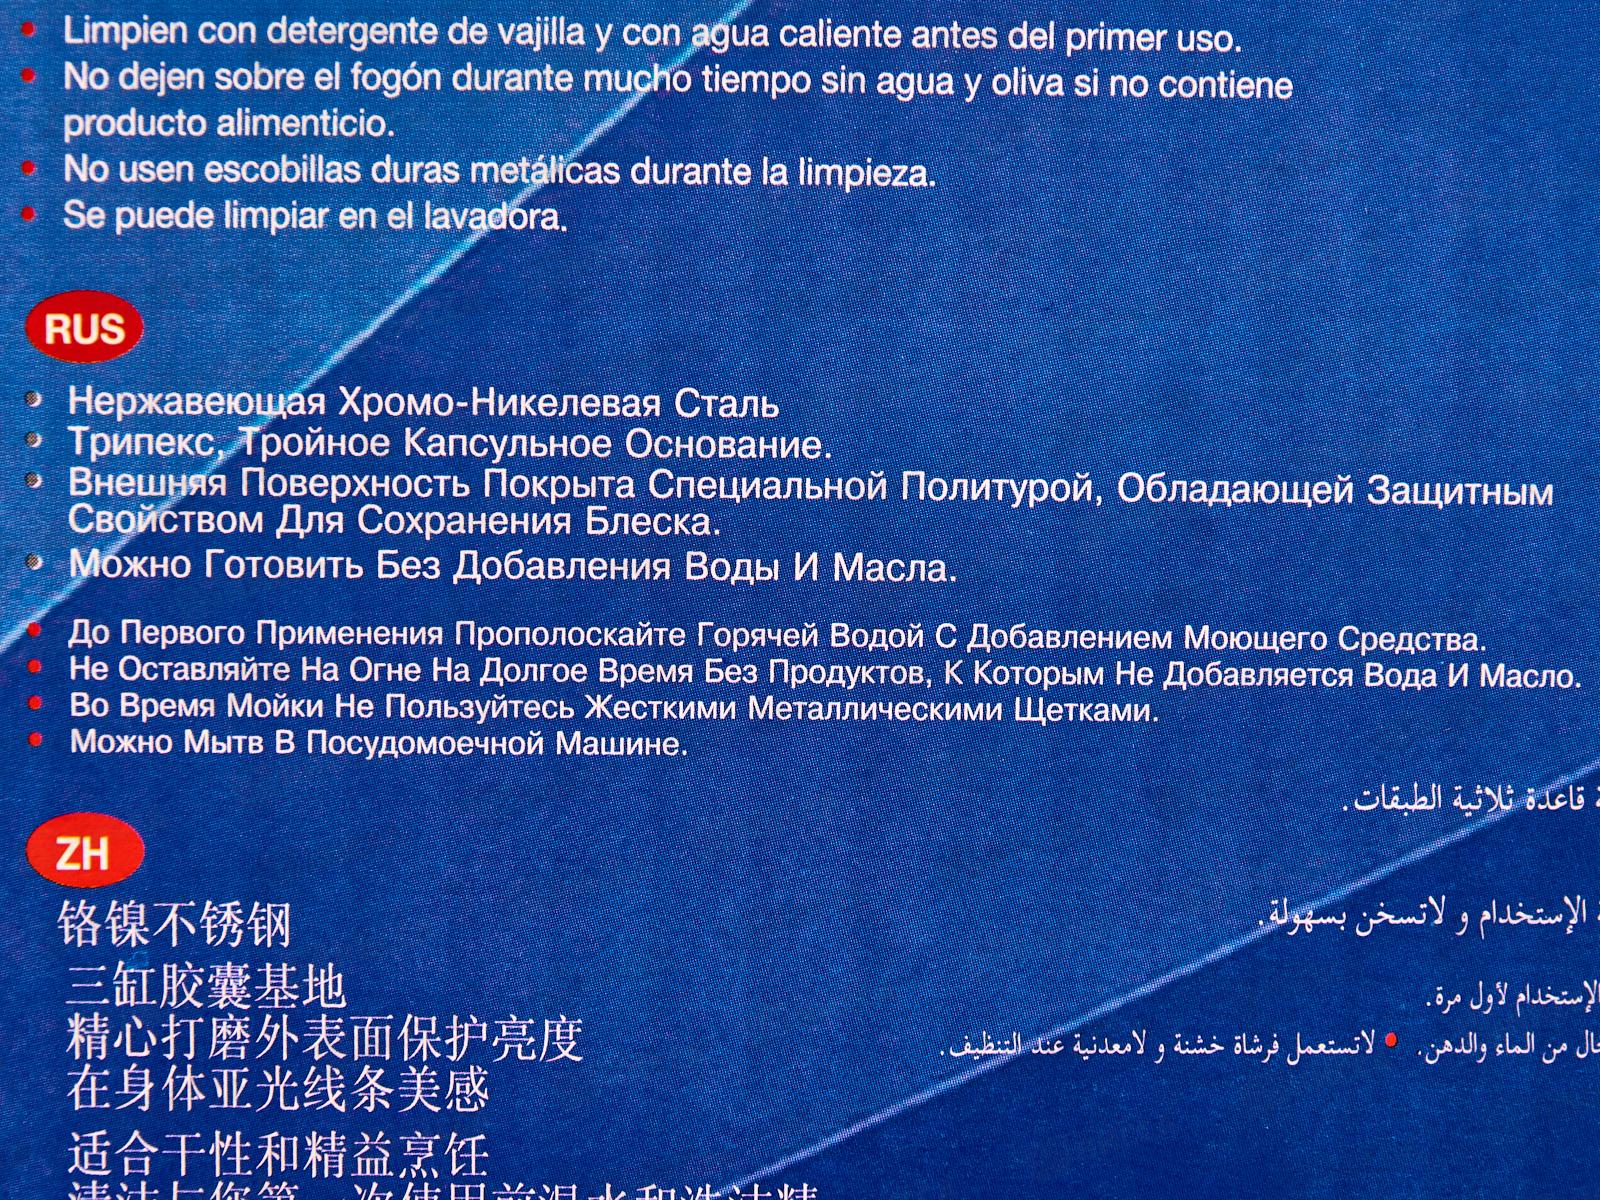 Limpien con detergente de vajilla y con agua caliente antes del primer uso.
No dejen sobre el fogón durante mucho tiempo sin agua y oliva si no contiene
producto alimenticio.
No usen escobillas duras metálicas durante la limpieza.
Se puede limpiar en el lavadora.
RUS
Нержавеющая Хромо-Никелевая Сталь
Трипекс, Тройное Капсульное Основание.
Внешняя Поверхность Покрыта Специальной Политурой, Обладающей Защитным
Свойством Для Сохранения Блеска.
Можно Готовить Без Добавления Воды И Масла.
До Первого Применения Прополоскайте Горячей Водой С Добавлением Моющего Средства.
Не Оставляйте На Огне На Долгое Время Без Продуктов, К Которым Не Добавляется Вода И Масло.
Во Время Мойки Не Пользуйтесь Жесткими Металлическими Щетками.
Можно Мытв В Посудомоечной Машине.
قاعدة ثلاثية الطبقات.
ZH
铬镍不锈钢
الإستخدام و لاتسخن بسهولة.
三缸胶囊基地
الإستخدام لأول مرة.
精心打磨外表面保护亮度
من الماء والدهن. • لاتستعمل فرشاة خشنة و لامعدنية عند التنظيف.
在身体亚光线条美感
适合干性和精益烹饪